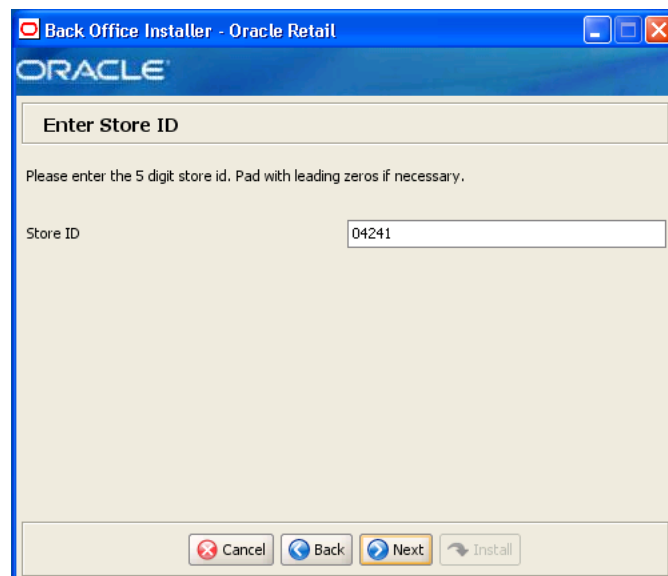 Back Office Installer - Oracle Retail
ORACLE
Enter Store ID
Please enter the 5 digit store id. Pad with leading zeros if necessary.
Store ID 04241
Cancel Back Next Install